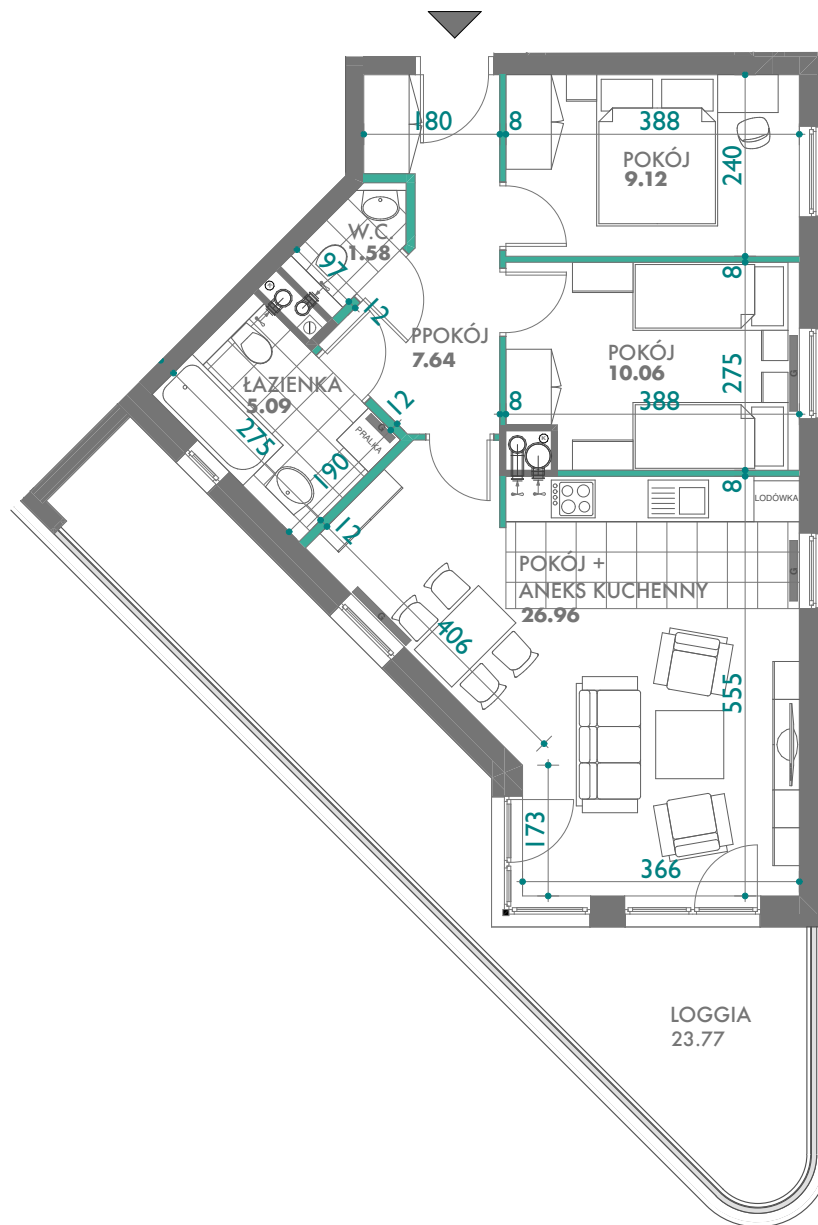 180
8
388
POKÓJ
9.12
240
W.C.
1.58
97
12
8
PPOKÓJ
7.64
POKÓJ
10.06
275
G
8
388
ŁAZIENKA
5.09
12
G
PRALKA
275
190
12
K
K
8
LODÓWKA
POKÓJ +
ANEKS KUCHENNY
26.96
G
G
406
555
173
366
LOGGIA
23.77